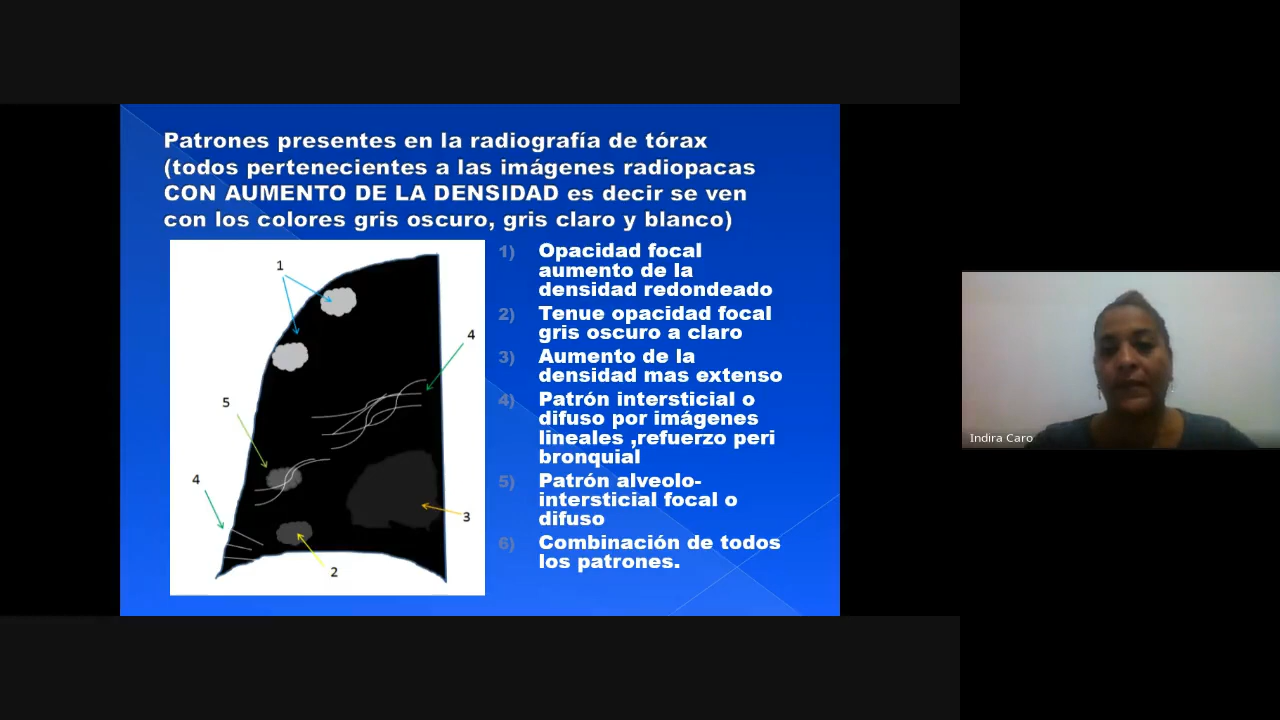 Patrones presentes en la radiografía de tórax
(todos pertenecientes a las imágenes radiopacas
CON AUMENTO DE LA DENSIDAD es decir se ven
con los colores gris oscuro, gris claro y blanco)
1
4
5
4
3
2
1) Opacidad focal
aumento de la
densidad redondeado
2) Tenue opacidad focal
gris oscuro a claro
3) Aumento de la
densidad mas extenso
4) Patrón intersticial o
difuso por imágenes
lineales ,refuerzo peri
bronquial
5) Patrón alveolo-
intersticial focal o
difuso
6) Combinación de todos
los patrones.
Indira Caro